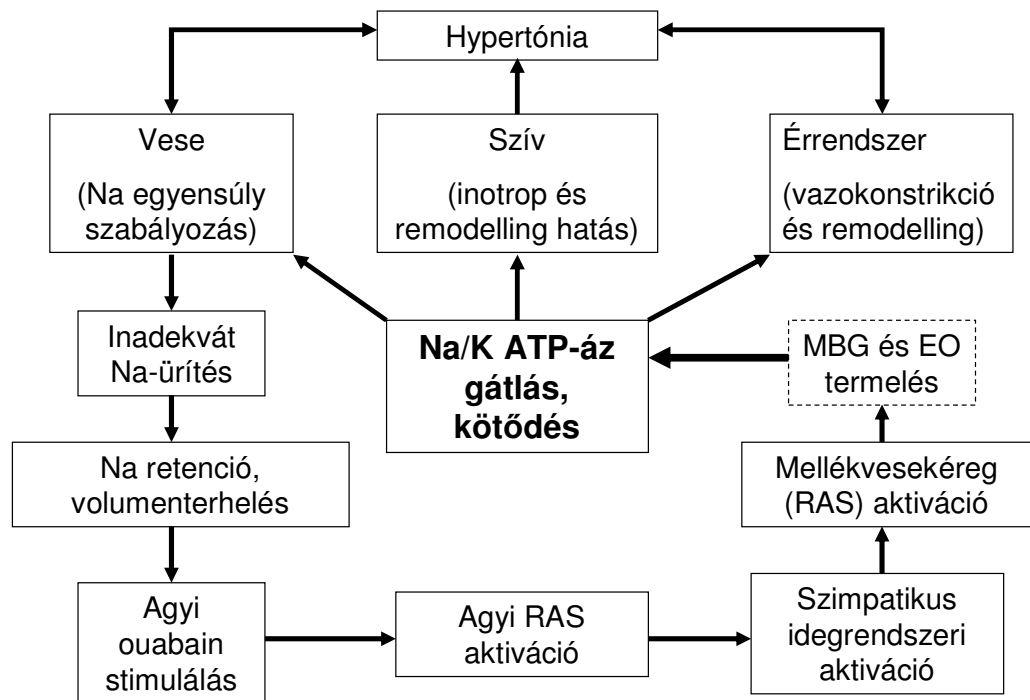 Hypertónia
Vese
(Na egyensúly
szabályozás)
Szív
(inotrop és
remodelling hatás)
Érrendszer
(vazokonstrikció
és remodelling)
Inadekvát
Na-ürítés
Na/K ATP-áz
gátlás,
kötődés
MBG és EO
termelés
Na retenció,
volumenterhelés
Mellékvesekéreg
(RAS) aktiváció
Agyi
ouabain
stimulálás
Agyi RAS
aktiváció
Szimpatikus
idegrendszeri
aktiváció